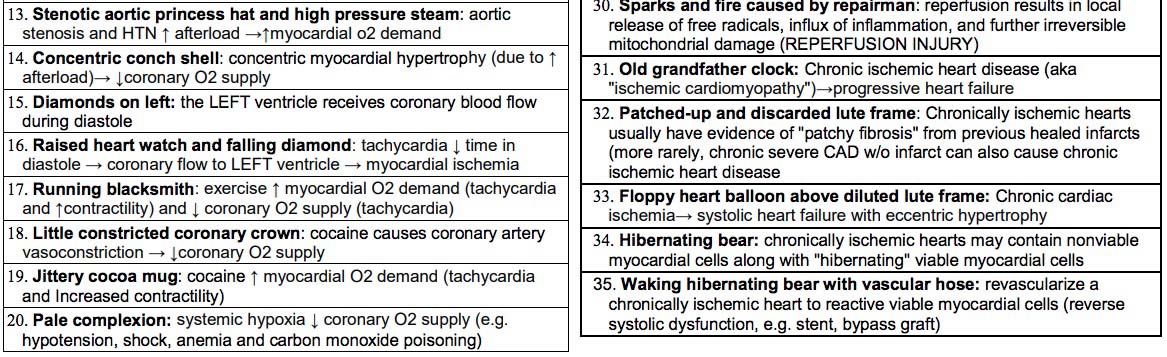 13. Stenotic aortic princess hat and high pressure steam: aortic
stenosis and HTN ↑ afterload →↑myocardial o2 demand
14. Concentric conch shell: concentric myocardial hypertrophy (due to ↑
afterload)→ ↓coronary O2 supply
15. Diamonds on left: the LEFT ventricle receives coronary blood flow
during diastole
16. Raised heart watch and falling diamond: tachycardia ↓ time in
diastole → coronary flow to LEFT ventricle → myocardial ischemia
17. Running blacksmith: exercise ↑ myocardial O2 demand (tachycardia
and ↑contractility) and ↓ coronary O2 supply (tachycardia)
18. Little constricted coronary crown: cocaine causes coronary artery
vasoconstriction → ↓coronary O2 supply
19. Jittery cocoa mug: cocaine ↑ myocardial O2 demand (tachycardia
and Increased contractility)
20. Pale complexion: systemic hypoxia ↓ coronary O2 supply (e.g.
hypotension, shock, anemia and carbon monoxide poisoning)
30. Sparks and fire caused by repairman: reperfusion results in local
release of free radicals, influx of inflammation, and further irreversible
mitochondrial damage (REPERFUSION INJURY)
31. Old grandfather clock: Chronic ischemic heart disease (aka
"ischemic cardiomyopathy")→progressive heart failure
32. Patched-up and discarded lute frame: Chronically ischemic hearts
usually have evidence of "patchy fibrosis" from previous healed infarcts
(more rarely, chronic severe CAD w/o infarct can also cause chronic
ischemic heart disease
33. Floppy heart balloon above diluted lute frame: Chronic cardiac
ischemia→ systolic heart failure with eccentric hypertrophy
34. Hibernating bear: chronically ischemic hearts may contain nonviable
myocardial cells along with "hibernating" viable myocardial cells
35. Waking hibernating bear with vascular hose: revascularize a
chronically ischemic heart to reactive viable myocardial cells (reverse
systolic dysfunction, e.g. stent, bypass graft)